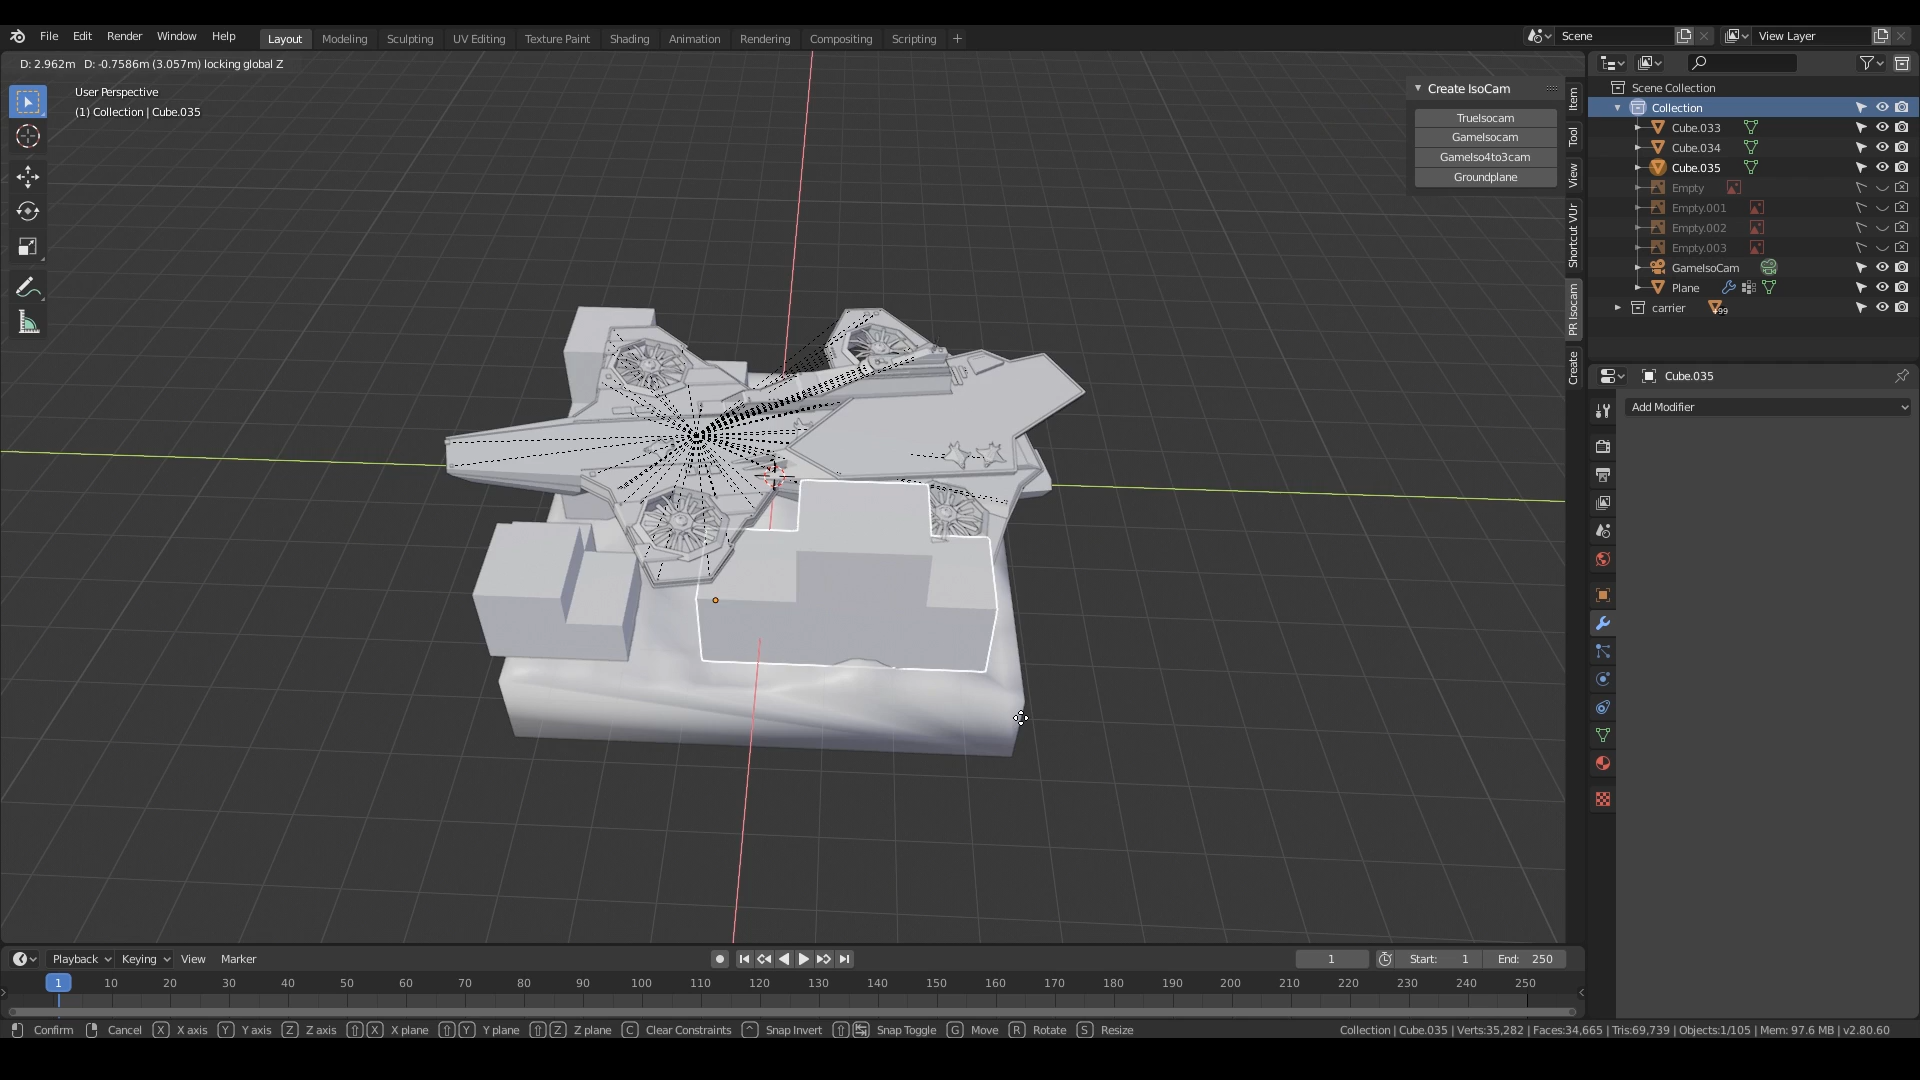 File Edit Render Window Help Layout Modeling Sculpting UV Editing Texture Paint Shading Animation Rendering Compositing Scripting + Scene View Layer
D: 2.962m D: -0.7586m (3.057m) locking global Z
User Perspective
(1) Collection | Cube.035
Create IsoCam
TrueIsocam
GameIsocam
GameIso4to3cam
Groundplane
Item
Tool
View
Shortcut VUr
PR Isocam
Create
Scene Collection
Collection
Cube.033
Cube.034
Cube.035
Empty
Empty.001
Empty.002
Empty.003
GameIsoCam
Plane
carrier 99
Cube.035
Add Modifier
Playback Keying View Marker 1 Start: 1 End: 250
1 10 20 30 40 50 60 70 80 90 100 110 120 130 140 150 160 170 180 190 200 210 220 230 240 250
Confirm Cancel X X axis Y Y axis Z Z axis X X plane Y Y plane Z Z plane C Clear Constraints ^ Snap Invert Snap Toggle G Move R Rotate S Resize Collection | Cube.035 | Verts:35,282 | Faces:34,665 | Tris:69,739 | Objects:1/105 | Mem: 97.6 MB | v2.80.60